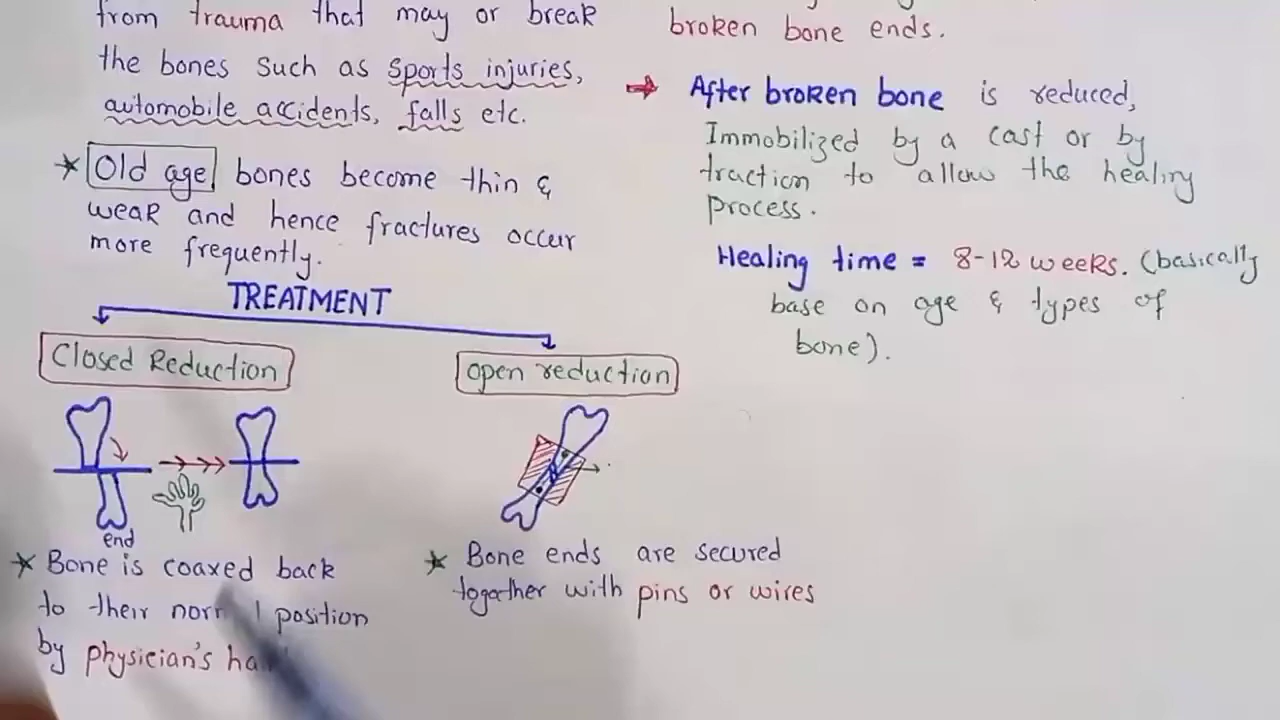 from trauma that may or break
the bones such as sports injuries,
automobile accidents, falls etc.
Old age bones become thin &
wear and hence fractures occur
more frequently.
TREATMENT
Closed Reduction
end
Bone is coaxed back
to their position
by physician's
open reduction
Bone ends are secured
together with pins or wires
broken bone ends.
After broken bone is reduced,
Immobilized by a cast or by
traction to allow the healing
process.
Healing time = 8-12 weeks. (basically
base on age & types of
bone).